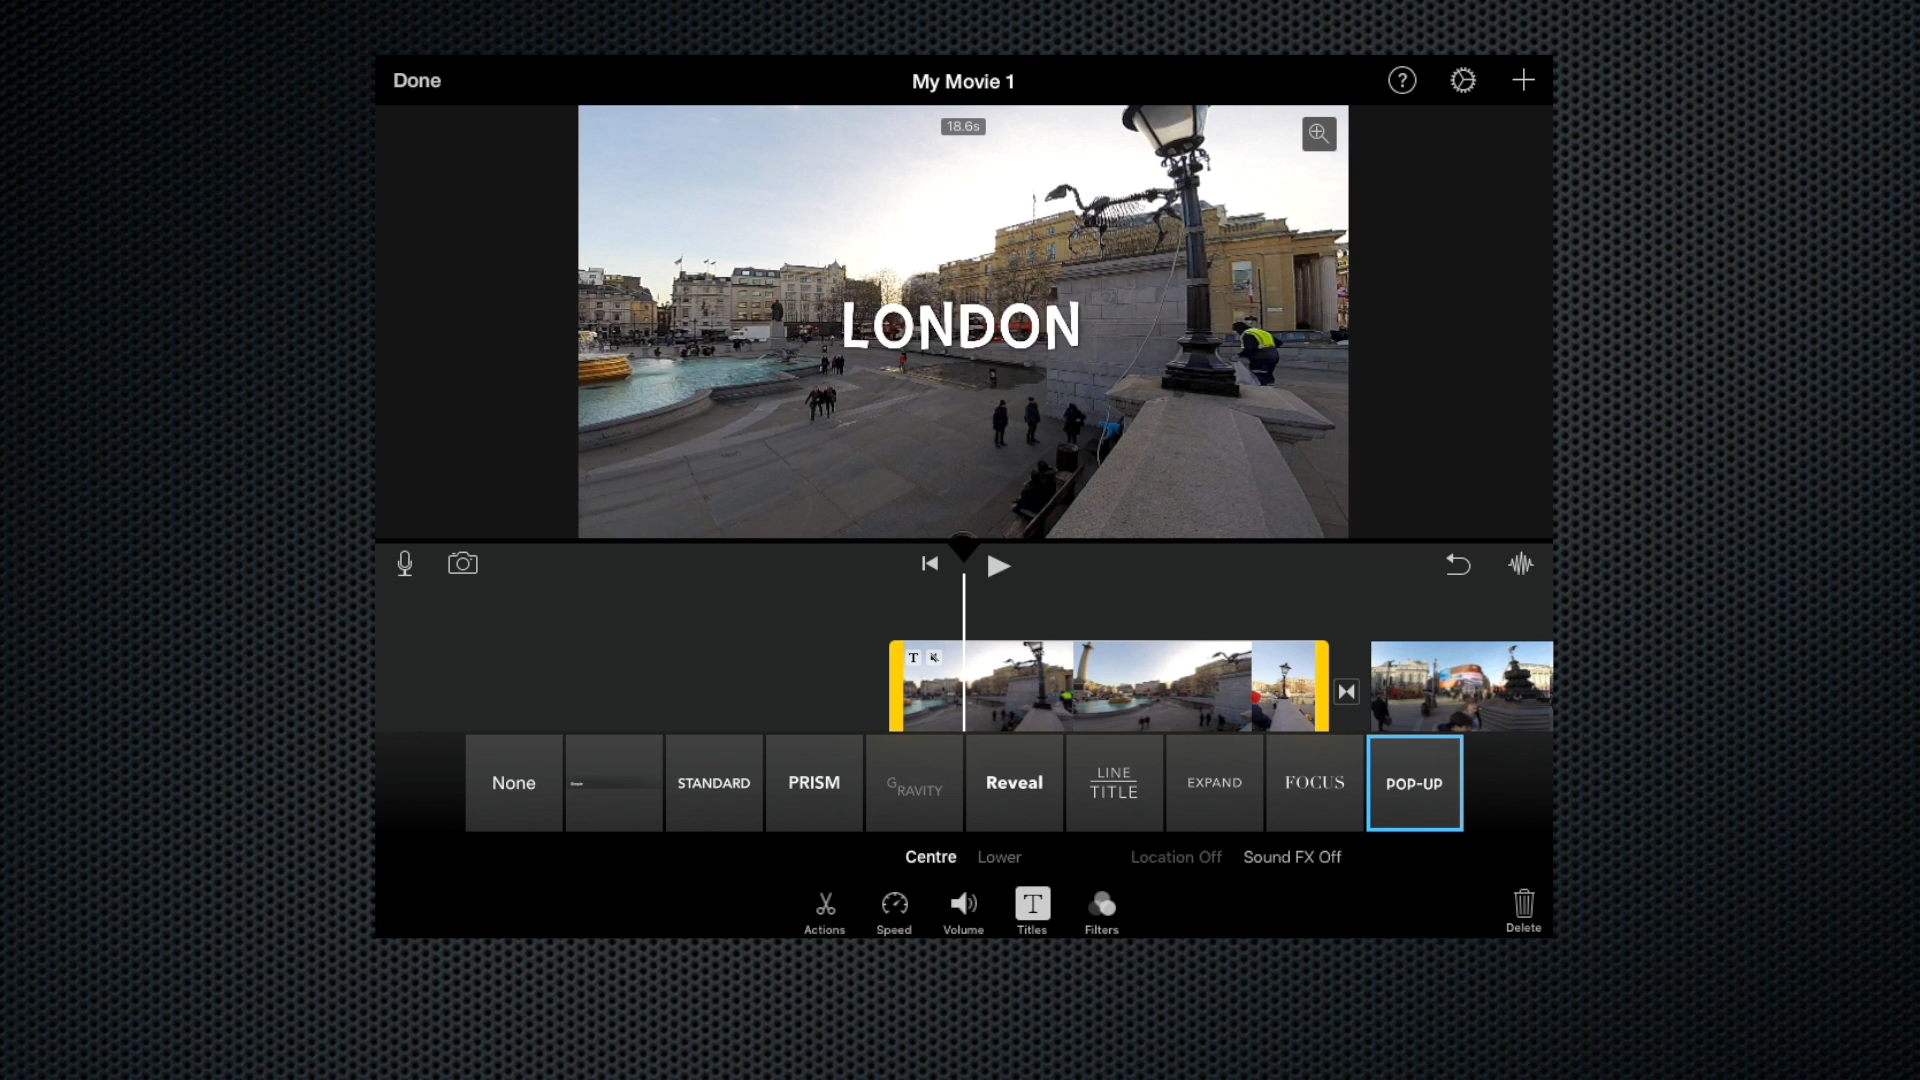 Done
My Movie 1
?
18.6s
LONDON
T
None
STANDARD
PRISM
GRAVITY
Reveal
LINE
TITLE
EXPAND
FOCUS
POP-UP
Centre
Lower
Location Off
Sound FX Off
T
Actions
Speed
Volume
Titles
Filters
Delete